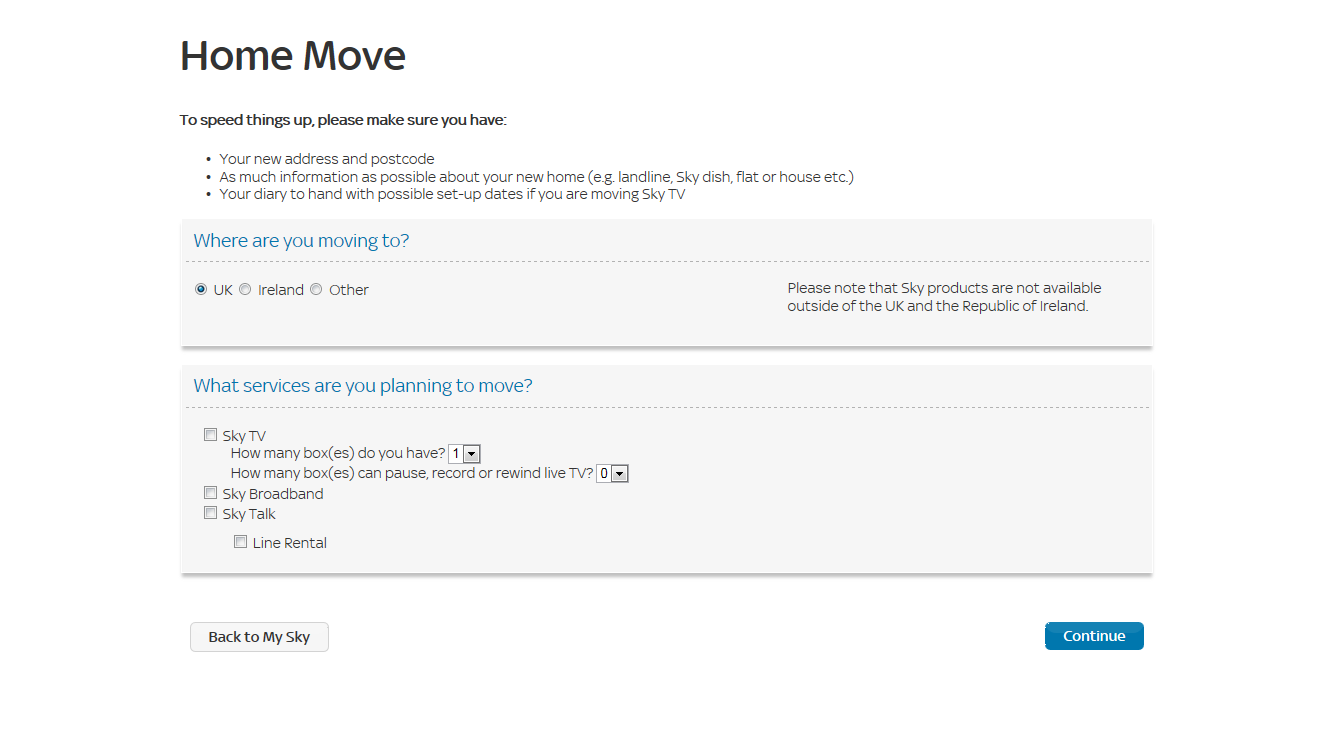 Home Move
To speed things up, please make sure you have:
• Your new address and postcode
• As much information as possible about your new home (e.g. landline, Sky dish, flat or house etc.)
• Your diary to hand with possible set-up dates if you are moving Sky TV
Where are you moving to?
UK Ireland Other
Please note that Sky products are not available
outside of the UK and the Republic of Ireland.
What services are you planning to move?
Sky TV
How many box(es) do you have? 1
How many box(es) can pause, record or rewind live TV? 0
Sky Broadband
Sky Talk
Line Rental
Back to My Sky
Continue